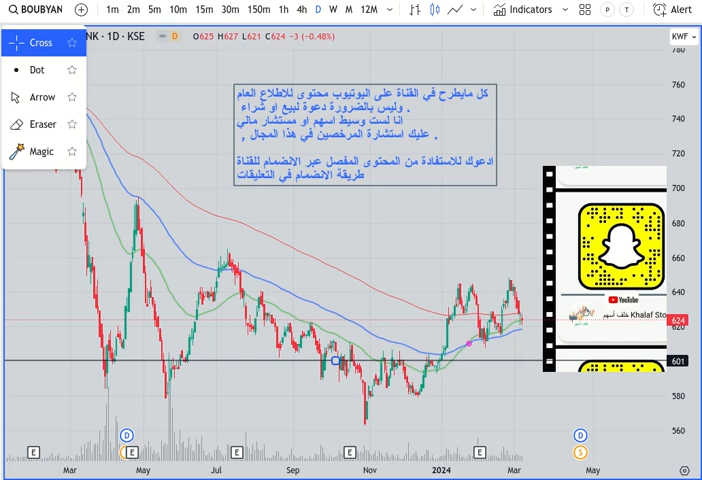 BOUBYAN
1m 2m 5m 10m 15m 30m 150m 1h 4h D W M 12M
Indicators
P T
Alert
Cross
Dot
Arrow
Eraser
Magic
NK · 1D · KSE
D
O625 H627 L621 C624 −3 (−0.48%)
KWF
كل مايطرح في القناة على اليوتيوب محتوى للاطلاع العام
وليس بالضرورة دعوة لبيع او شراء .
انا لست وسيط اسهم او مستشار مالي
عليك استشارة المرخصين في هذا المجال , .
ادعوك للاستفادة من المحتوى المفصل عبر الانضمام للقناة
طريقة الانضمام في التعليقات
780
760
740
720
700
680
660
640
624
620
601
580
560
YouTube
خلف أسهم Khalaf Sto
D D
E E E E E S
Mar May Jul Sep Nov 2024 Mar May